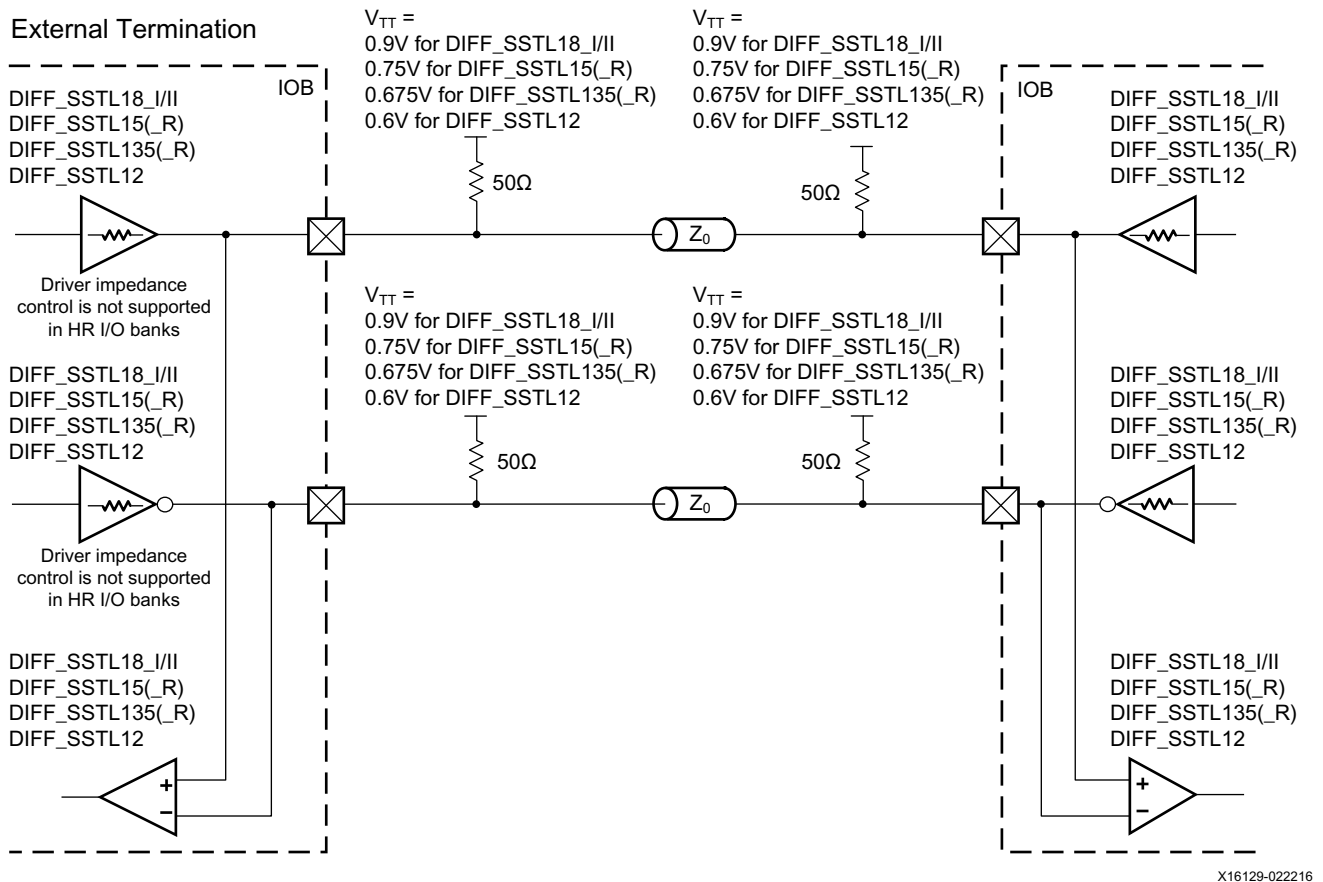 External Termination
IOB
DIFF_SSTL18_I/II
DIFF_SSTL15(_R)
DIFF_SSTL135(_R)
DIFF_SSTL12
Driver impedance
control is not supported
in HR I/O banks
VTT =
0.9V for DIFF_SSTL18_I/II
0.75V for DIFF_SSTL15(_R)
0.675V for DIFF_SSTL135(_R)
0.6V for DIFF_SSTL12
50Ω
Z0
VTT =
0.9V for DIFF_SSTL18_I/II
0.75V for DIFF_SSTL15(_R)
0.675V for DIFF_SSTL135(_R)
0.6V for DIFF_SSTL12
50Ω
IOB
DIFF_SSTL18_I/II
DIFF_SSTL15(_R)
DIFF_SSTL135(_R)
DIFF_SSTL12
DIFF_SSTL18_I/II
DIFF_SSTL15(_R)
DIFF_SSTL135(_R)
DIFF_SSTL12
Driver impedance
control is not supported
in HR I/O banks
VTT =
0.9V for DIFF_SSTL18_I/II
0.75V for DIFF_SSTL15(_R)
0.675V for DIFF_SSTL135(_R)
0.6V for DIFF_SSTL12
50Ω
Z0
VTT =
0.9V for DIFF_SSTL18_I/II
0.75V for DIFF_SSTL15(_R)
0.675V for DIFF_SSTL135(_R)
0.6V for DIFF_SSTL12
50Ω
DIFF_SSTL18_I/II
DIFF_SSTL15(_R)
DIFF_SSTL135(_R)
DIFF_SSTL12
DIFF_SSTL18_I/II
DIFF_SSTL15(_R)
DIFF_SSTL135(_R)
DIFF_SSTL12
+
−
DIFF_SSTL18_I/II
DIFF_SSTL15(_R)
DIFF_SSTL135(_R)
DIFF_SSTL12
+
−
X16129-022216